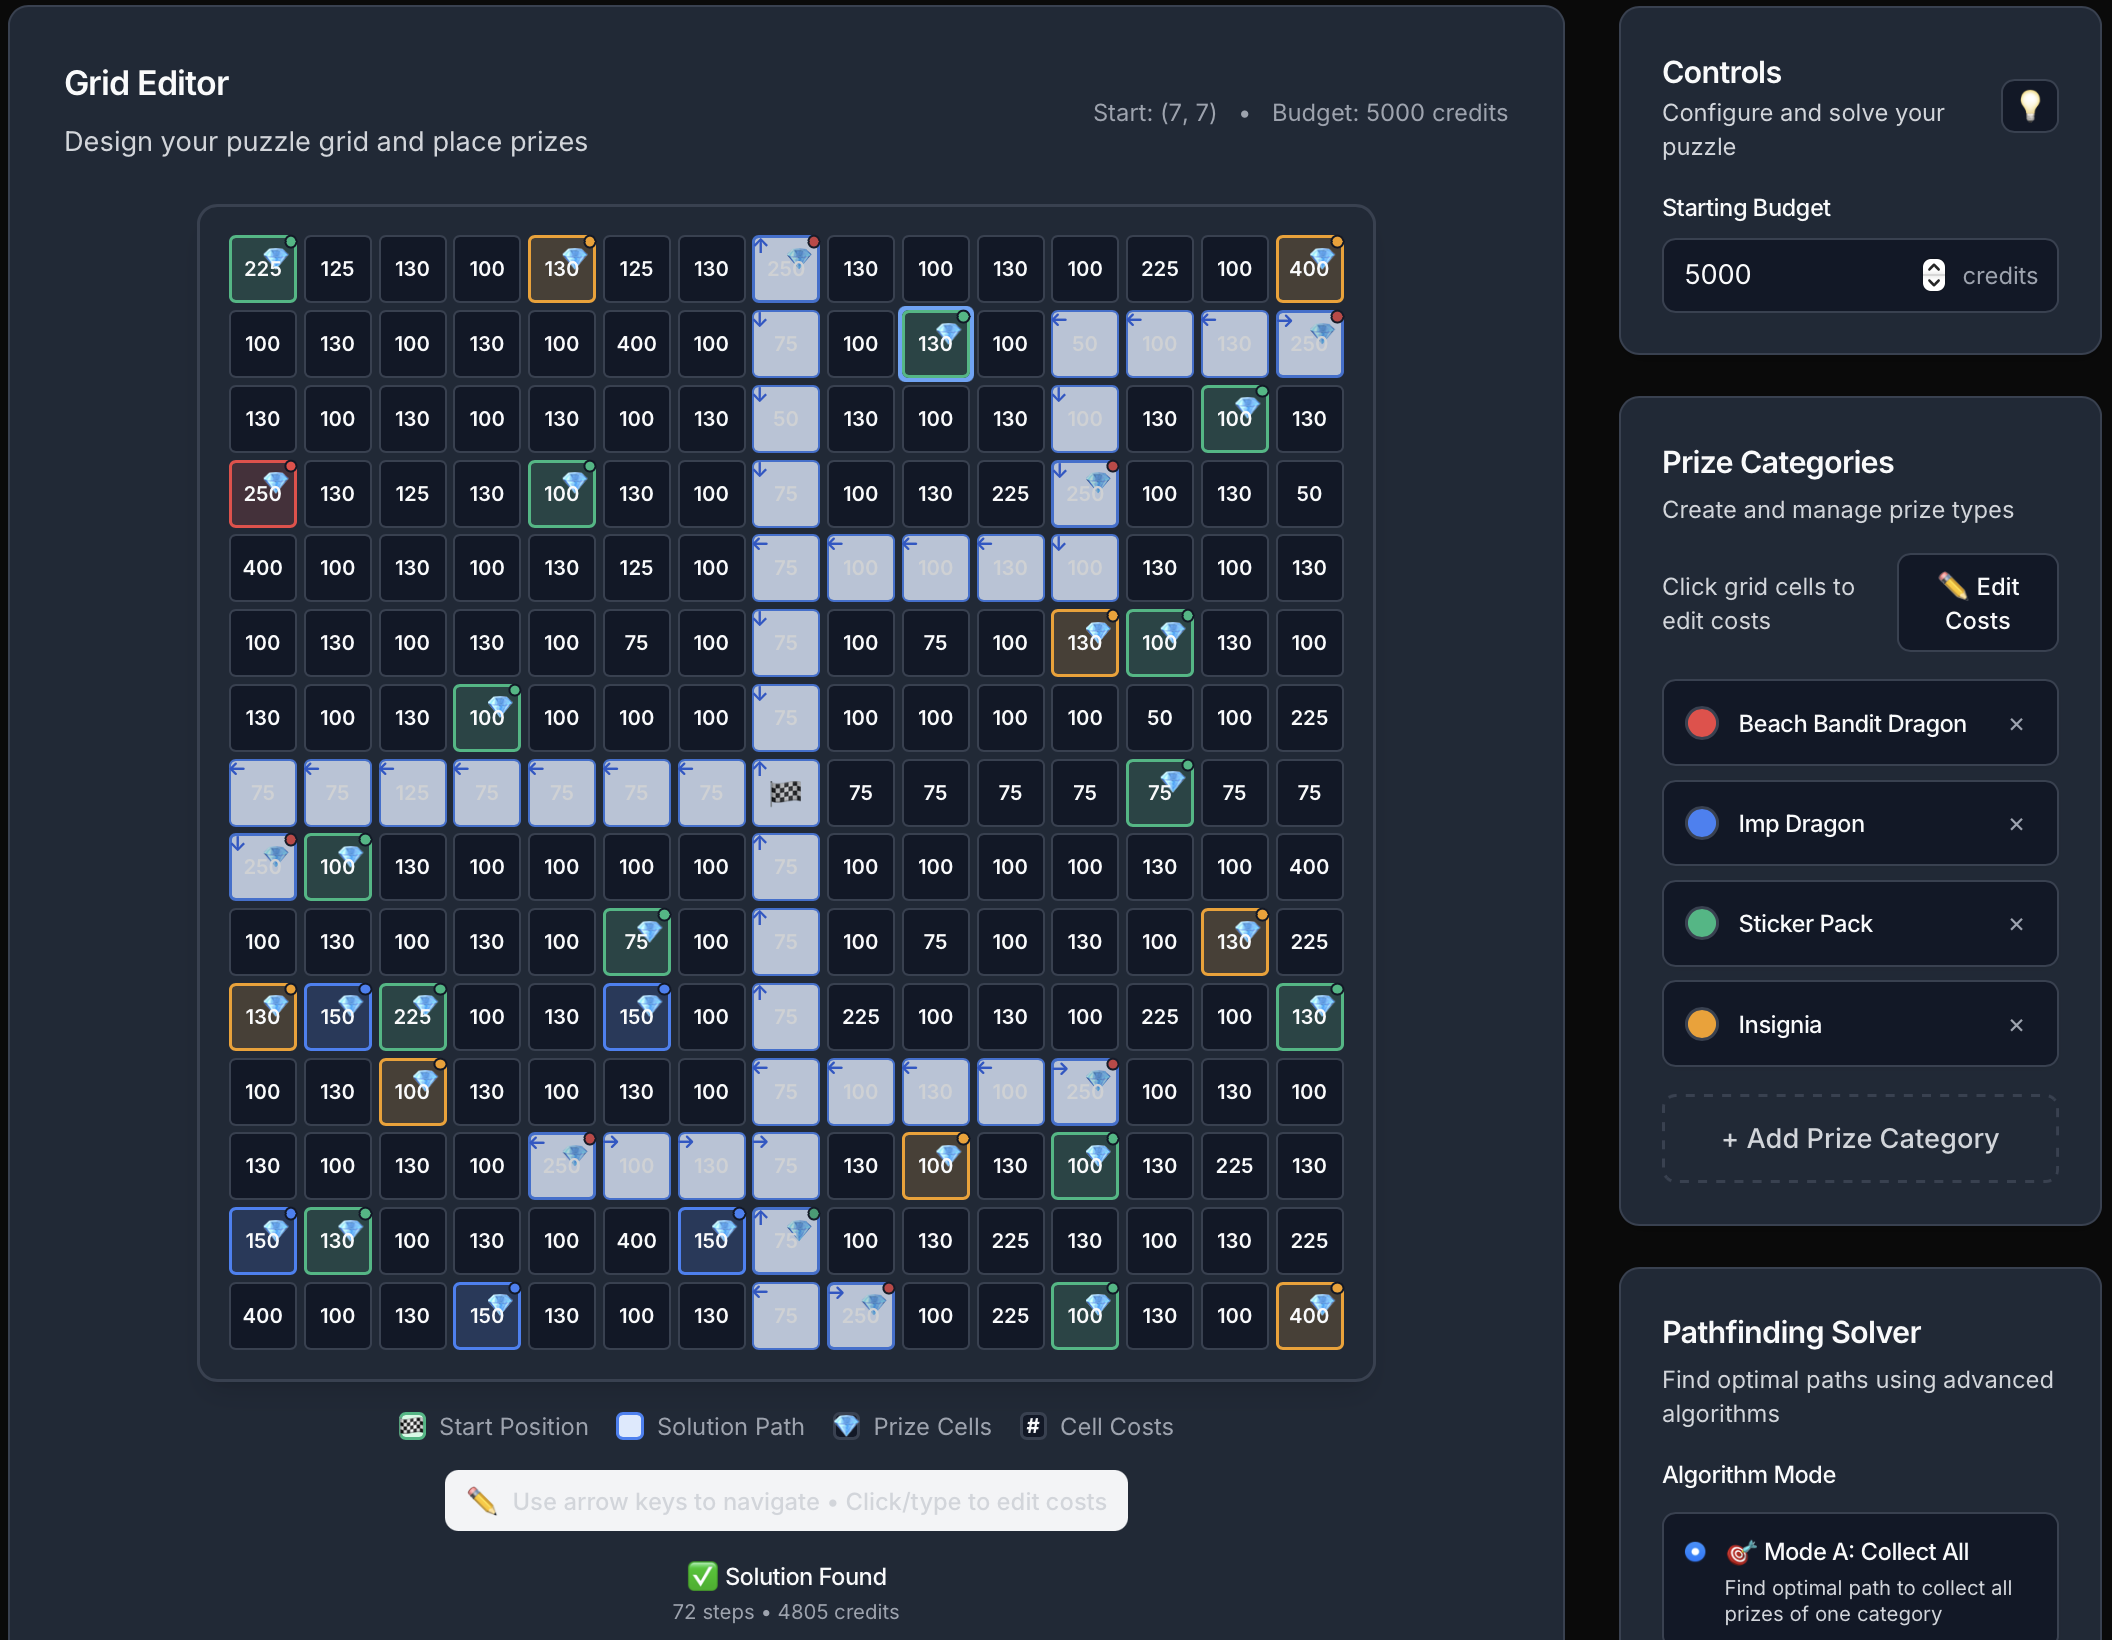 Grid Editor
Design your puzzle grid and place prizes
Start: (7, 7) • Budget: 5000 credits
225 125 130 100 130 125 130 250 130 100 130 100 225 100 400
100 130 100 130 100 400 100 75 100 130 100 50 100 130 250
130 100 130 100 130 100 130 50 130 100 130 100 130 100 130
250 130 125 130 100 130 100 75 100 130 225 250 100 130 50
400 100 130 100 130 125 100 75 100 100 130 100 130 100 130
100 130 100 130 100 75 100 75 100 75 100 130 100 130 100
130 100 130 100 100 100 100 75 100 100 100 100 50 100 225
75 75 125 75 75 75 75 75 75 75 75 75 75 75
250 100 130 100 100 100 100 75 100 100 100 100 130 100 400
100 130 100 130 100 75 100 75 100 75 100 130 100 130 225
130 150 225 100 130 150 100 75 225 100 130 100 225 100 130
100 130 100 130 100 130 100 75 100 130 100 250 100 130 100
130 100 130 100 250 100 130 75 130 100 130 100 130 225 130
150 130 100 130 100 400 150 75 100 130 225 130 100 130 225
400 100 130 150 130 100 130 75 250 100 225 100 130 100 400
Start Position Solution Path Prize Cells # Cell Costs
Use arrow keys to navigate • Click/type to edit costs
Solution Found
72 steps • 4805 credits
Controls
Configure and solve your
puzzle
Starting Budget
5000 credits
Prize Categories
Create and manage prize types
Click grid cells to
edit costs
Edit
Costs
Beach Bandit Dragon ×
Imp Dragon ×
Sticker Pack ×
Insignia ×
+ Add Prize Category
Pathfinding Solver
Find optimal paths using advanced
algorithms
Algorithm Mode
Mode A: Collect All
Find optimal path to collect all
prizes of one category